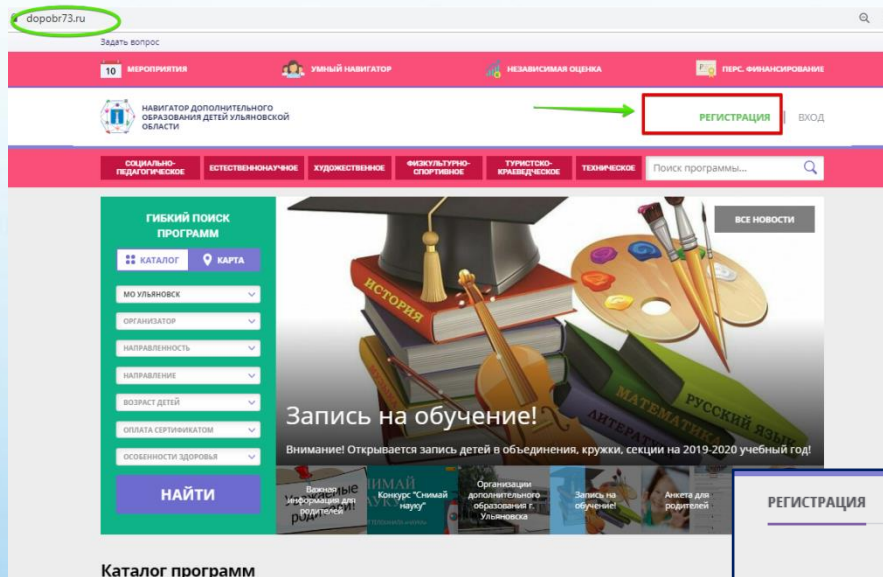 dopobr73.ru
Задать вопрос
10 МЕРОПРИЯТИЯ
УМНЫЙ НАВИГАТОР
НЕЗАВИСИМАЯ ОЦЕНКА
ПЕРС. ФИНАНСИРОВАНИЕ
НАВИГАТОР ДОПОЛНИТЕЛЬНОГО
ОБРАЗОВАНИЯ ДЕТЕЙ УЛЬЯНОВСКОЙ
ОБЛАСТИ
РЕГИСТРАЦИЯ | ВХОД
СОЦИАЛЬНО-
ПЕДАГОГИЧЕСКОЕ
ЕСТЕСТВЕННОНАУЧНОЕ
ХУДОЖЕСТВЕННОЕ
ФИЗКУЛЬТУРНО-
СПОРТИВНОЕ
ТУРИСТСКО-
КРАЕВЕДЧЕСКОЕ
ТЕХНИЧЕСКОЕ
Поиск программы...
ГИБКИЙ ПОИСК
ПРОГРАММ
КАТАЛОГ
КАРТА
МО УЛЬЯНОВСК
ОРГАНИЗАТОР
НАПРАВЛЕННОСТЬ
НАПРАВЛЕНИЕ
ВОЗРАСТ ДЕТЕЙ
ОПЛАТА СЕРТИФИКАТОМ
ОСОБЕННОСТИ ЗДОРОВЬЯ
НАЙТИ
ВСЕ НОВОСТИ
ИСТОРИЯ
МАТЕМАТИКА
РУССКИЙ ЯЗЫК
Запись на обучение!
Внимание! Открывается запись детей в объединения, кружки, секции на 2019-2020 учебный год!
Важная
информация для
родителей
Конкурс "Снимай
науку"
Организации
дополнительного
образования г.
Ульяновска
Запись на
обучение!
Анкета для
родителей
РЕГИСТРАЦИЯ
Каталог программ